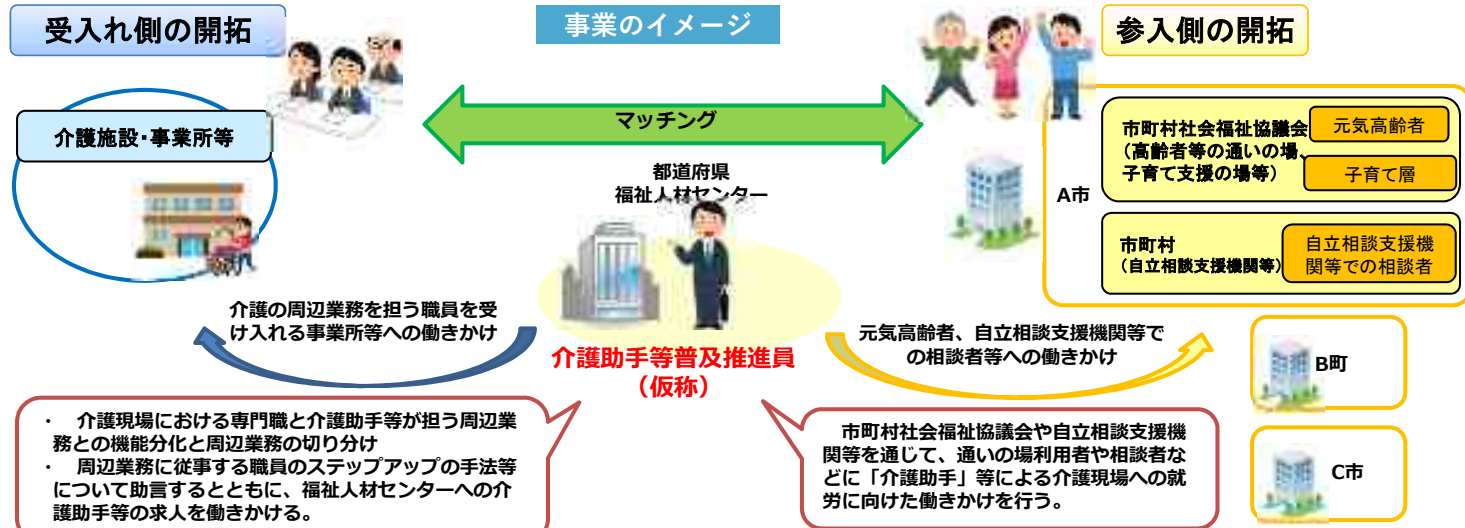 受入れ側の開拓
事業のイメージ
参入側の開拓
介護施設・事業所等
マッチング
都道府県
福祉人材センター
A市
市町村社会福祉協議会
（高齢者等の通いの場、
子育て支援の場等）
元気高齢者
子育て層
市町村
（自立相談支援機関等）
自立相談支援機
関等での相談者
介護の周辺業務を担う職員を受
け入れる事業所等への働きかけ
介護助手等普及推進員
（仮称）
元気高齢者、自立相談支援機関等で
の相談者等への働きかけ
B町
C市
・　介護現場における専門職と介護助手等が担う周辺業
務との機能分化と周辺業務の切り分け
・　周辺業務に従事する職員のステップアップの手法等
について助言するとともに、福祉人材センターへの介
護助手等の求人を働きかける。
市町村社会福祉協議会や自立相談支援機
関等を通じて、通いの場利用者や相談者な
どに「介護助手」等による介護現場への就
労に向けた働きかけを行う。